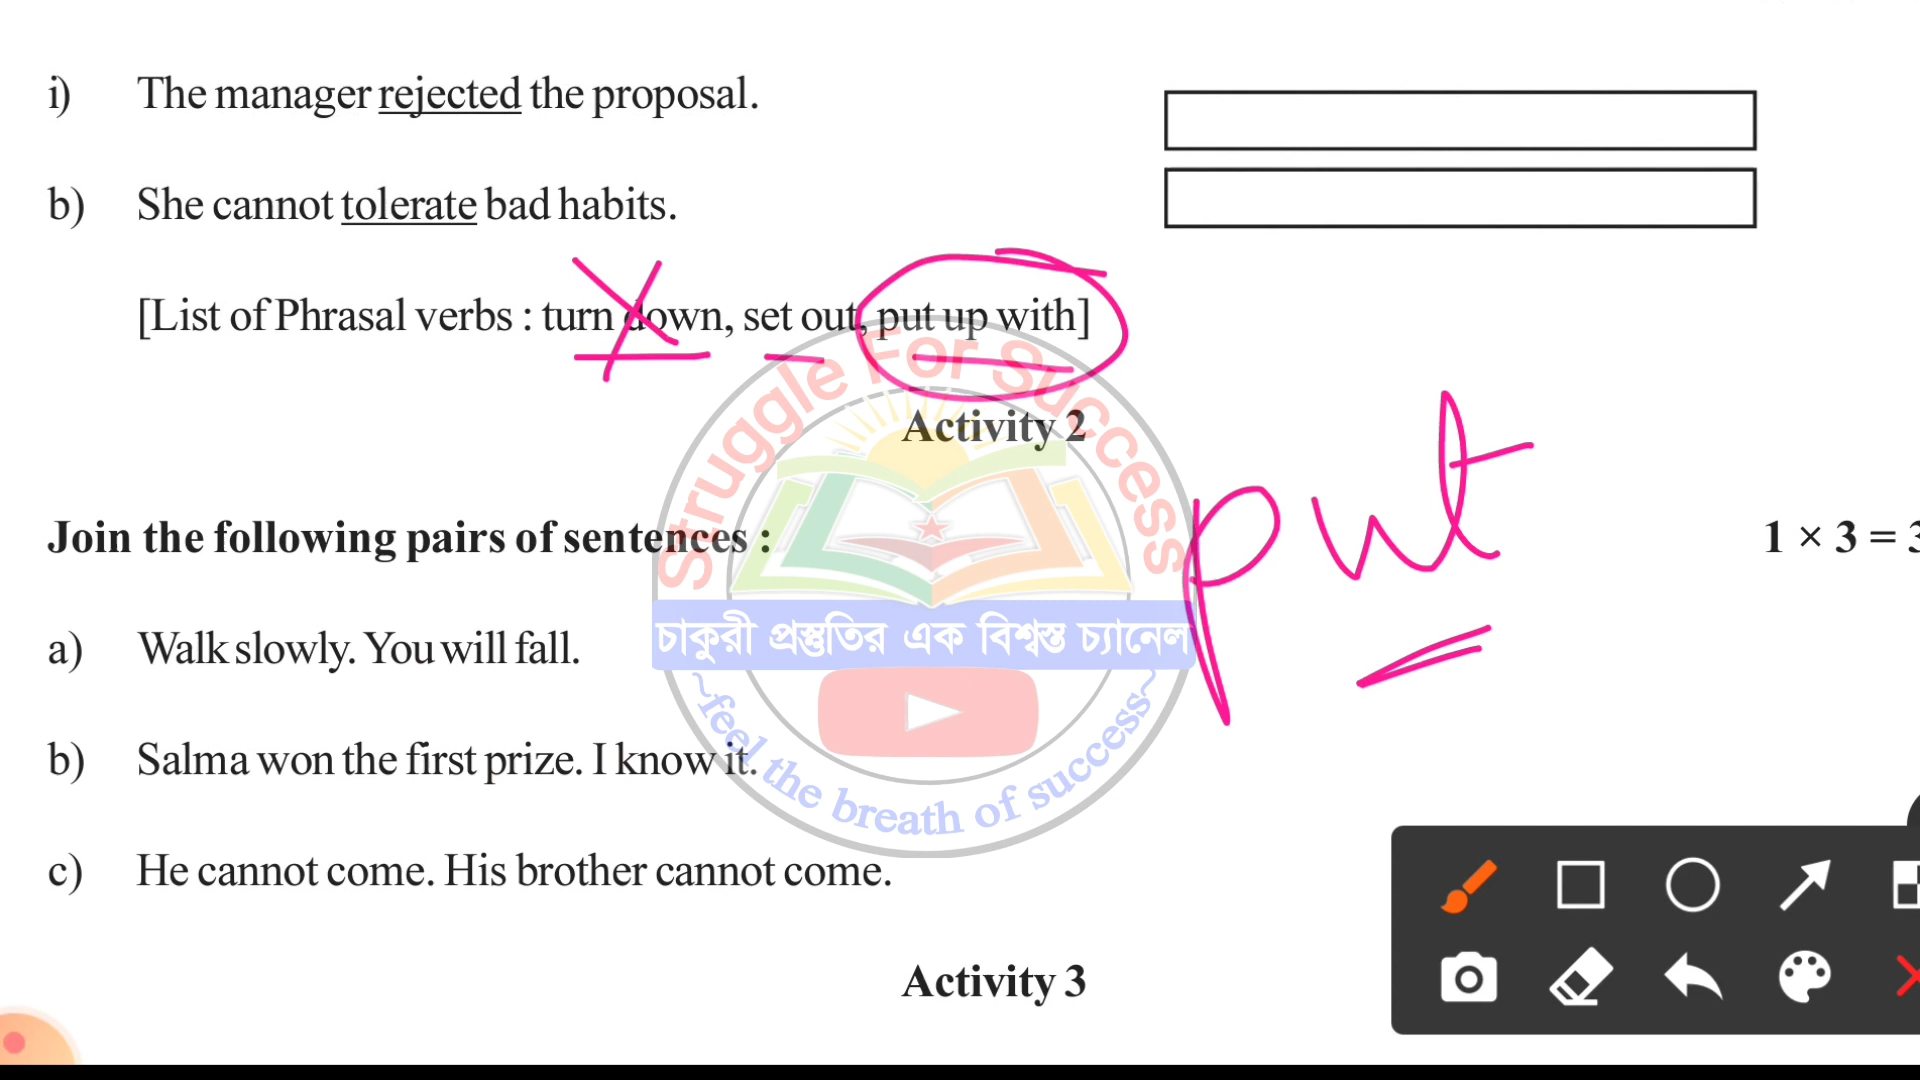 i) The manager rejected the proposal.
b) She cannot tolerate bad habits.
[List of Phrasal verbs : turn down, set out, put up with]
Struggle For Success
Activity 2
put
Join the following pairs of sentences : 1 × 3 = 3
চাকুরী প্রস্তুতির এক বিশ্বস্ত চ্যানেল
a) Walk slowly. You will fall.
b) Salma won the first prize. I know it.
~feel the breath of success~
c) He cannot come. His brother cannot come.
Activity 3